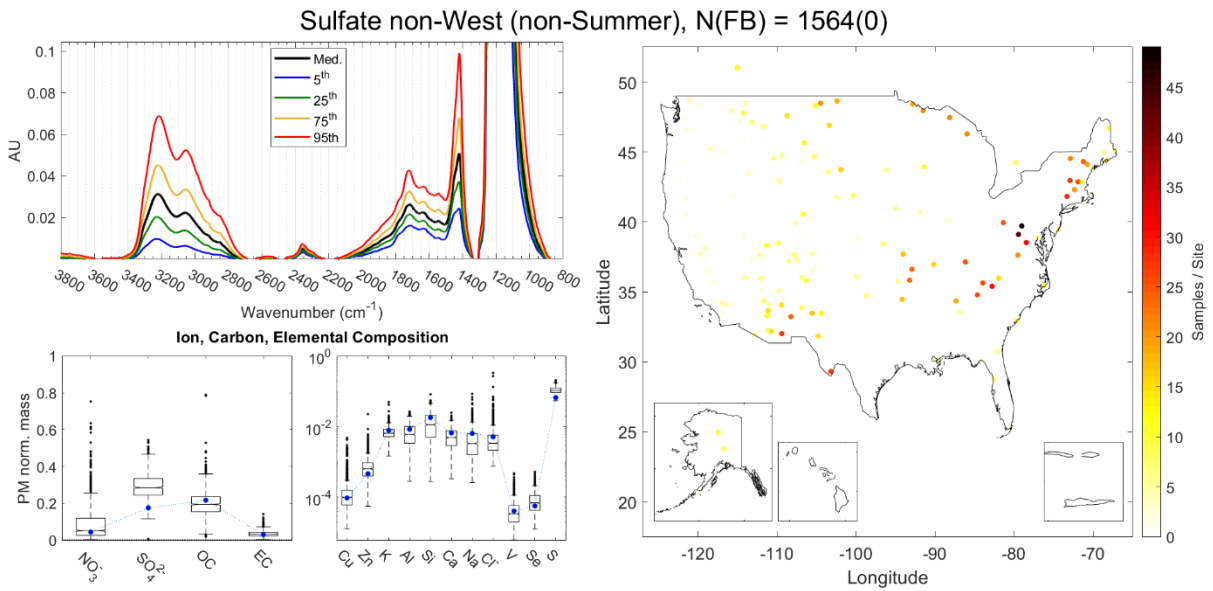 Sulfate non-West (non-Summer), N(FB) = 1564(0)
0.1
0.08
0.06
0.04
0.02
AU
Med.
5th
25th
75th
95th
3800 3600 3400 3200 3000 2800 2600 2400 2200 2000 1800 1600 1400 1200 1000 800
Wavenumber (cm-1)
Ion, Carbon, Elemental Composition
1
0.8
0.6
0.4
0.2
0
PM norm. mass
NO3- SO42- OC EC
10^0
10^-2
10^-4
Cu Zn K Al Si Ca Na Cl- V Se S
50
45
40
35
30
25
20
Latitude
-120 -110 -100 -90 -80 -70
Longitude
45
40
35
30
25
20
15
10
5
0
Samples / Site